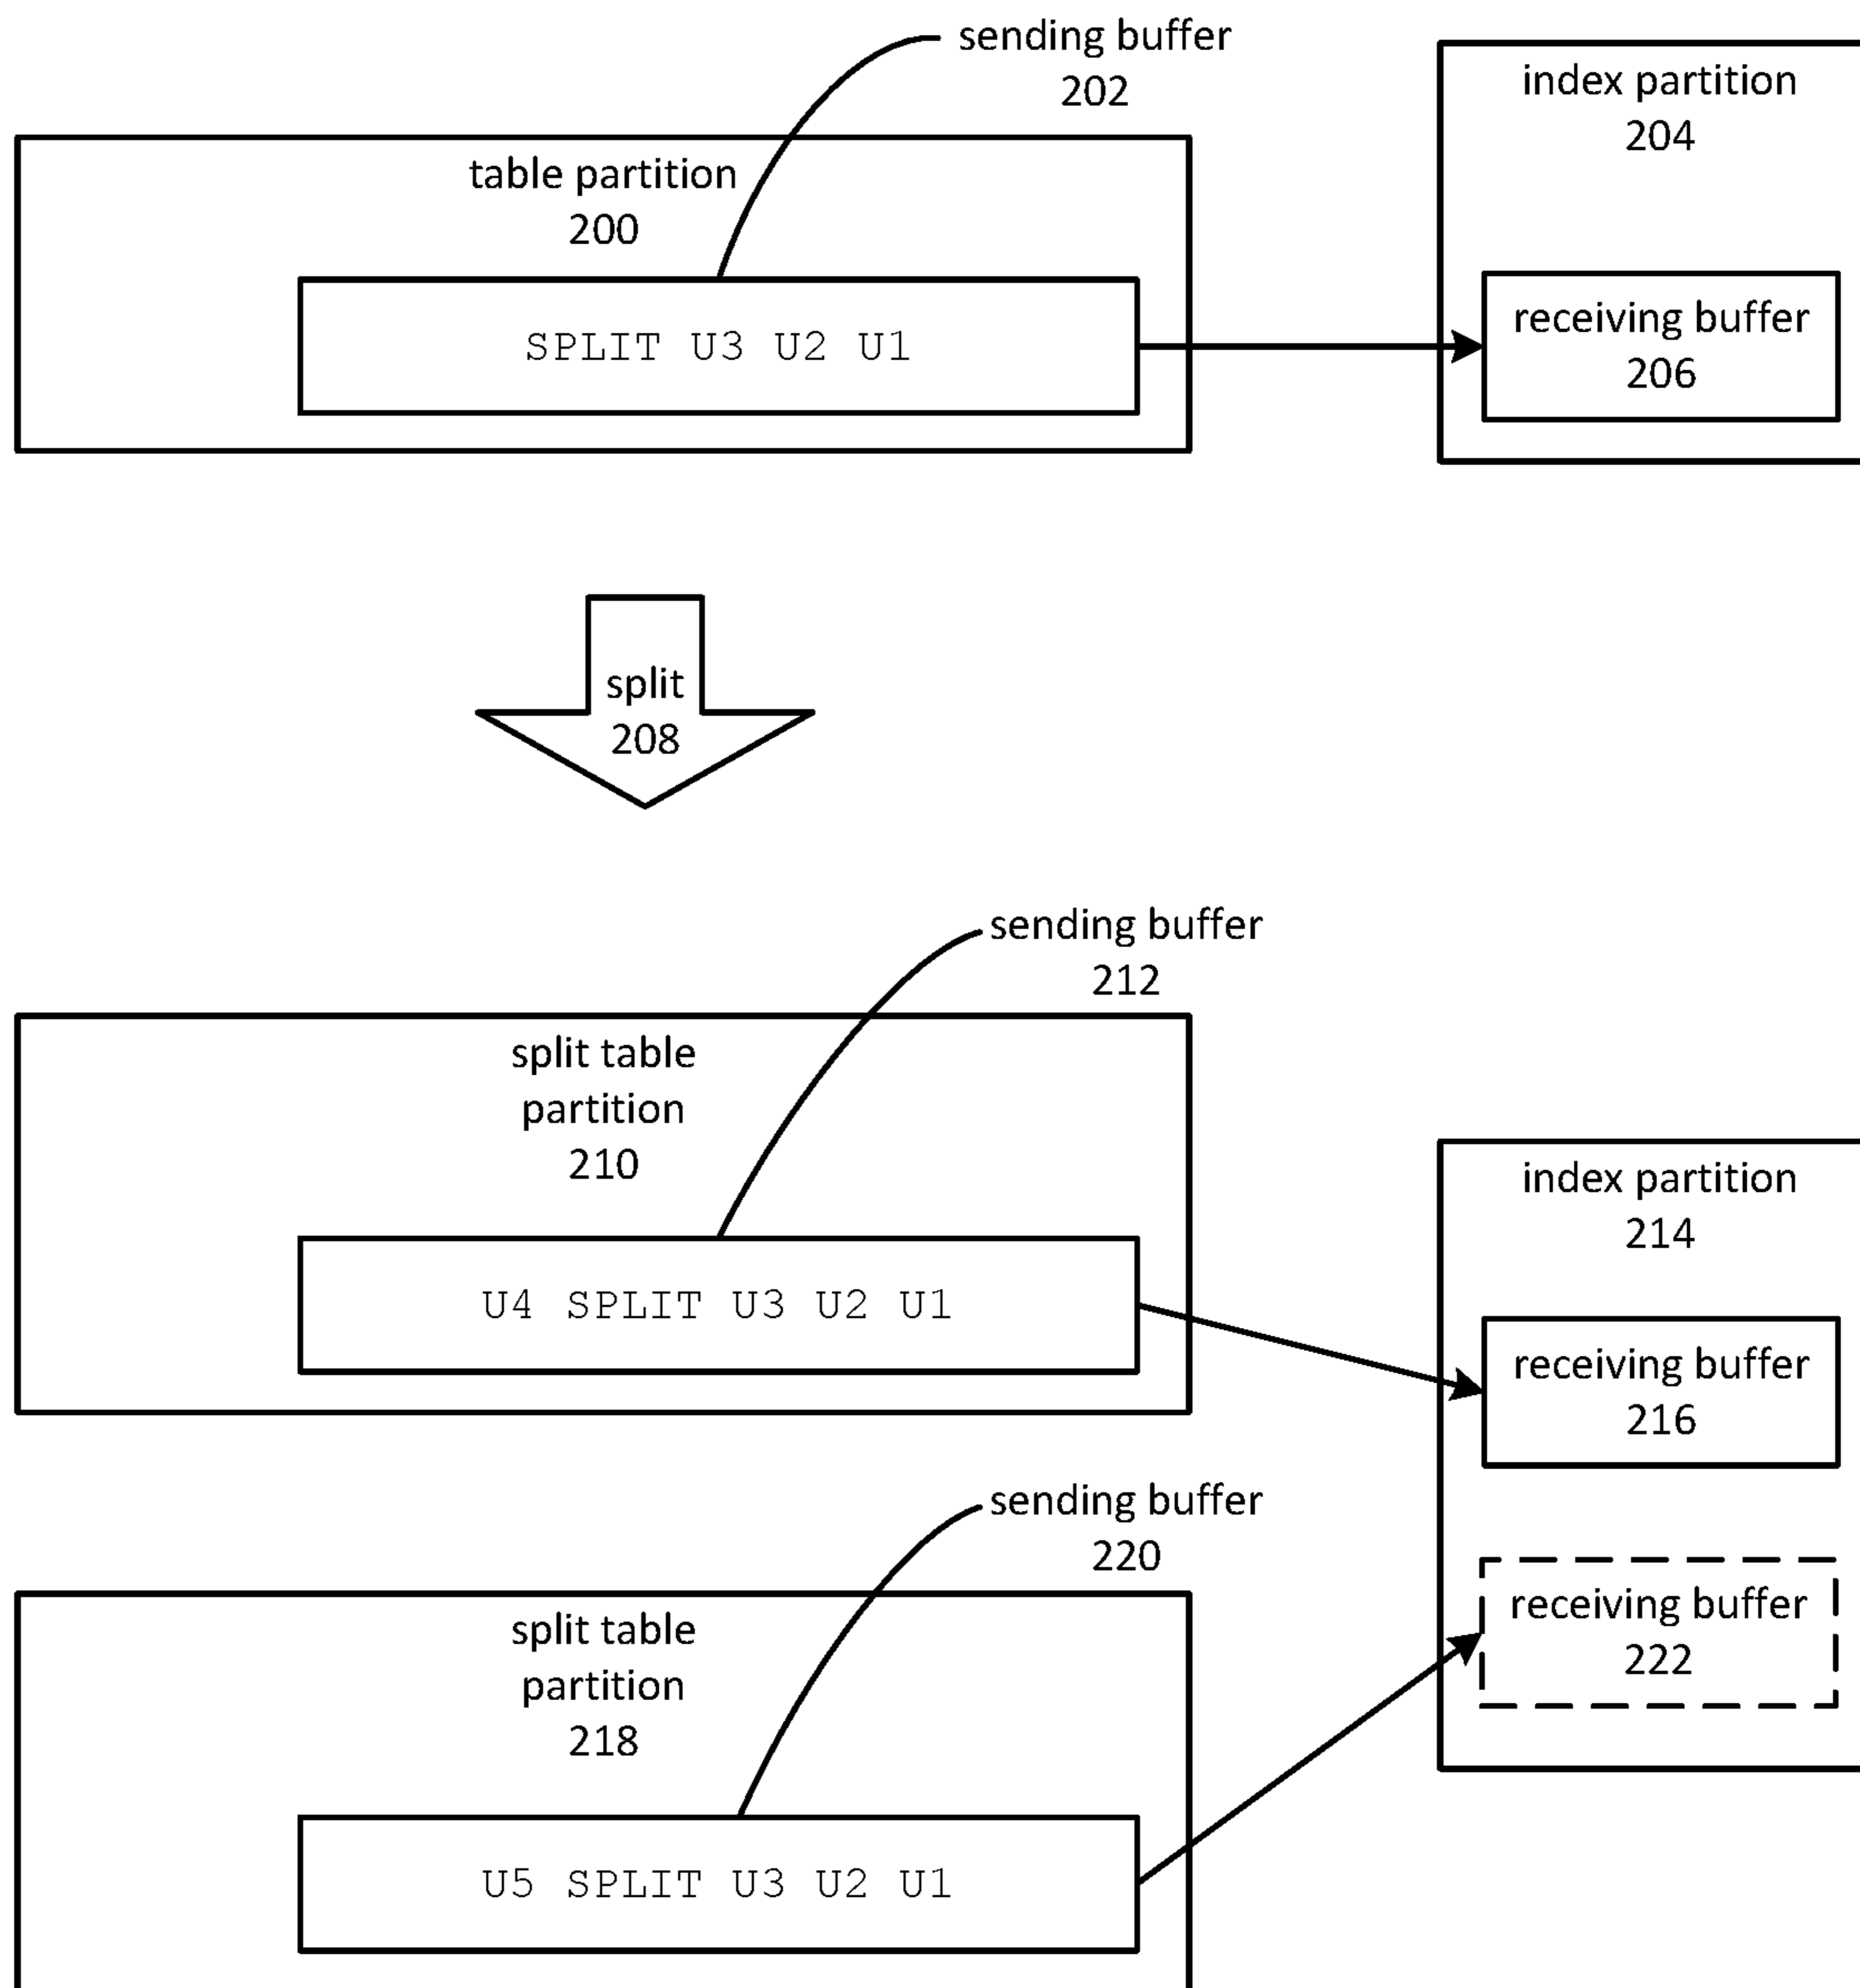 sending buffer
202
index partition
204
table partition
200
SPLIT U3 U2 U1
receiving buffer
206
split
208
sending buffer
212
split table
partition
210
index partition
214
U4 SPLIT U3 U2 U1
receiving buffer
216
sending buffer
220
receiving buffer
222
split table
partition
218
U5 SPLIT U3 U2 U1